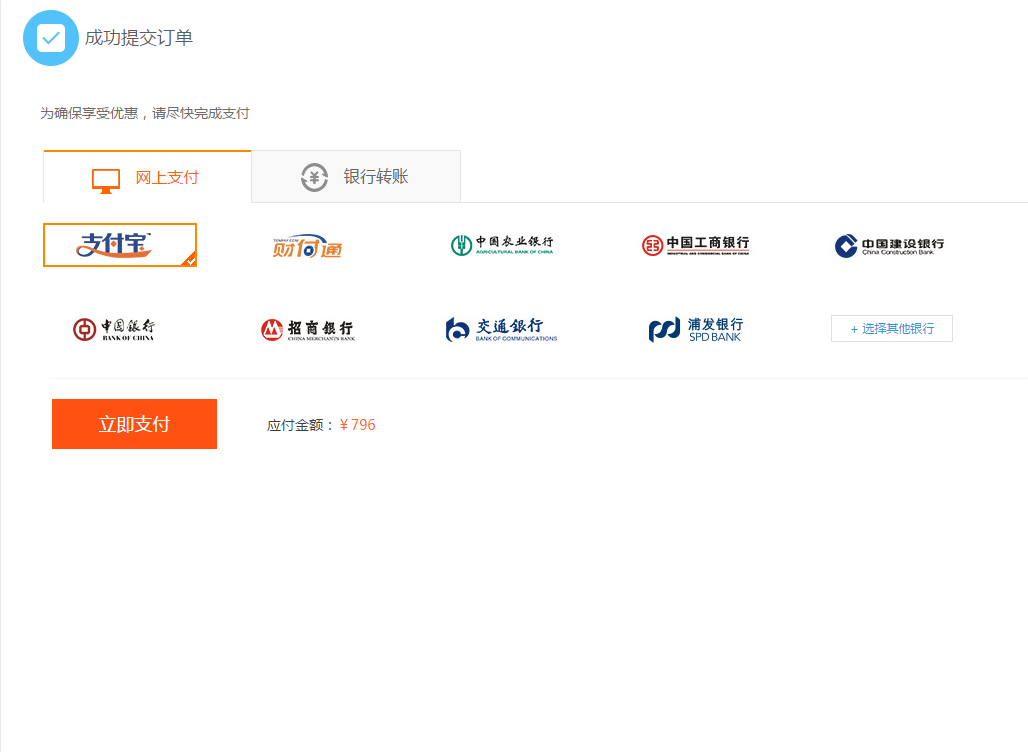 成功提交订单
为确保享受优惠，请尽快完成支付
网上支付
银行转账
支付宝™
TENPAY.COM
财付通
中国农业银行
AGRICULTURAL BANK OF CHINA
中国工商银行
INDUSTRIAL AND COMMERCIAL BANK OF CHINA
中国建设银行
China Construction Bank
中国银行
BANK OF CHINA
招商银行
CHINA MERCHANTS BANK
交通银行
BANK OF COMMUNICATIONS
浦发银行
SPD BANK
+ 选择其他银行
立即支付
应付金额：￥796